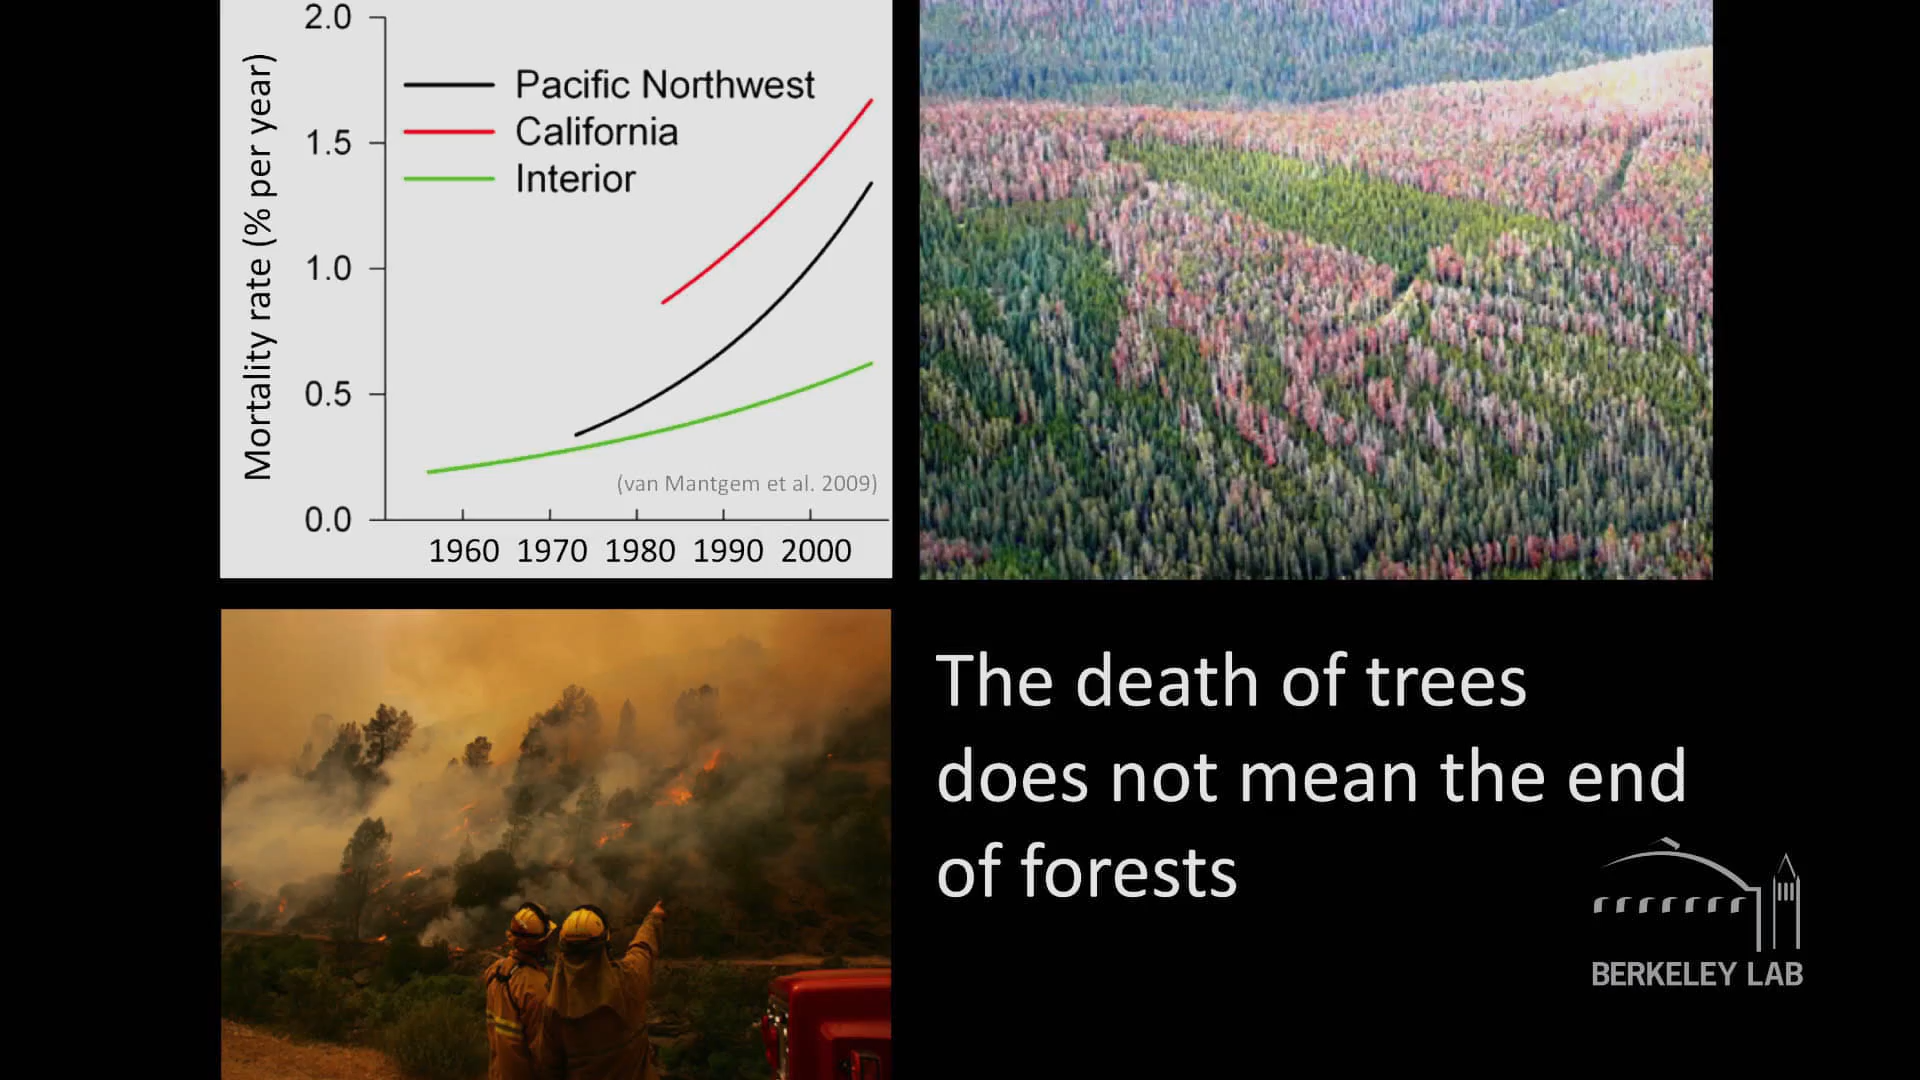 2.0
Pacific Northwest
California
1.5
Interior
Mortality rate (% per year)
1.0
0.5
(van Mantgem et al. 2009)
0.0
1960 1970 1980 1990 2000
The death of trees
does not mean the end
of forests
BERKELEY LAB